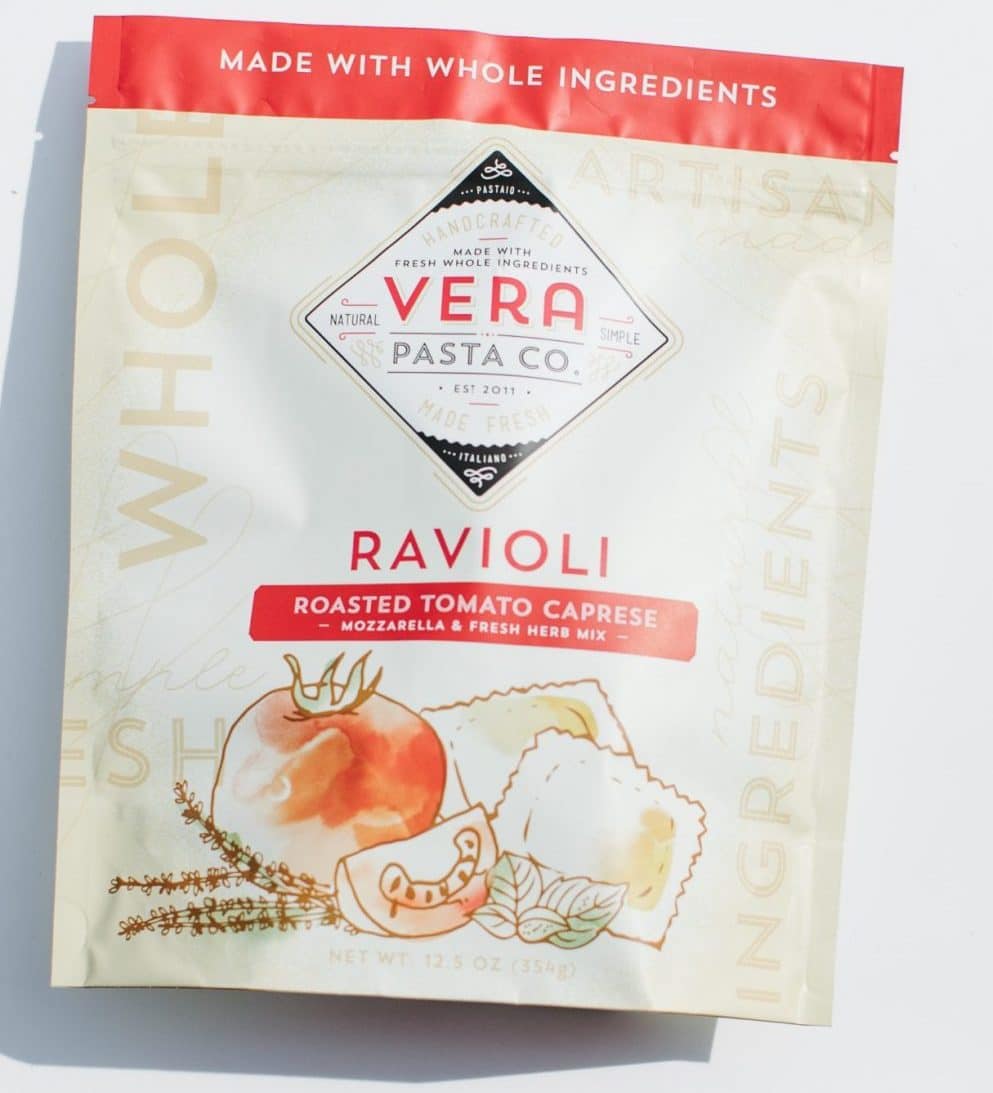 MADE WITH WHOLE INGREDIENTS
WHOLE
ARTISAN
made
PASTAIO
HANDCRAFTED
MADE WITH
FRESH WHOLE INGREDIENTS
NATURAL
VERA
SIMPLE
PASTA CO.
EST 2011
MADE FRESH
ITALIANO
RAVIOLI
ROASTED TOMATO CAPRESE
– MOZZARELLA & FRESH HERB MIX –
INGREDIENTS
NET WT. 12.5 OZ (354g)